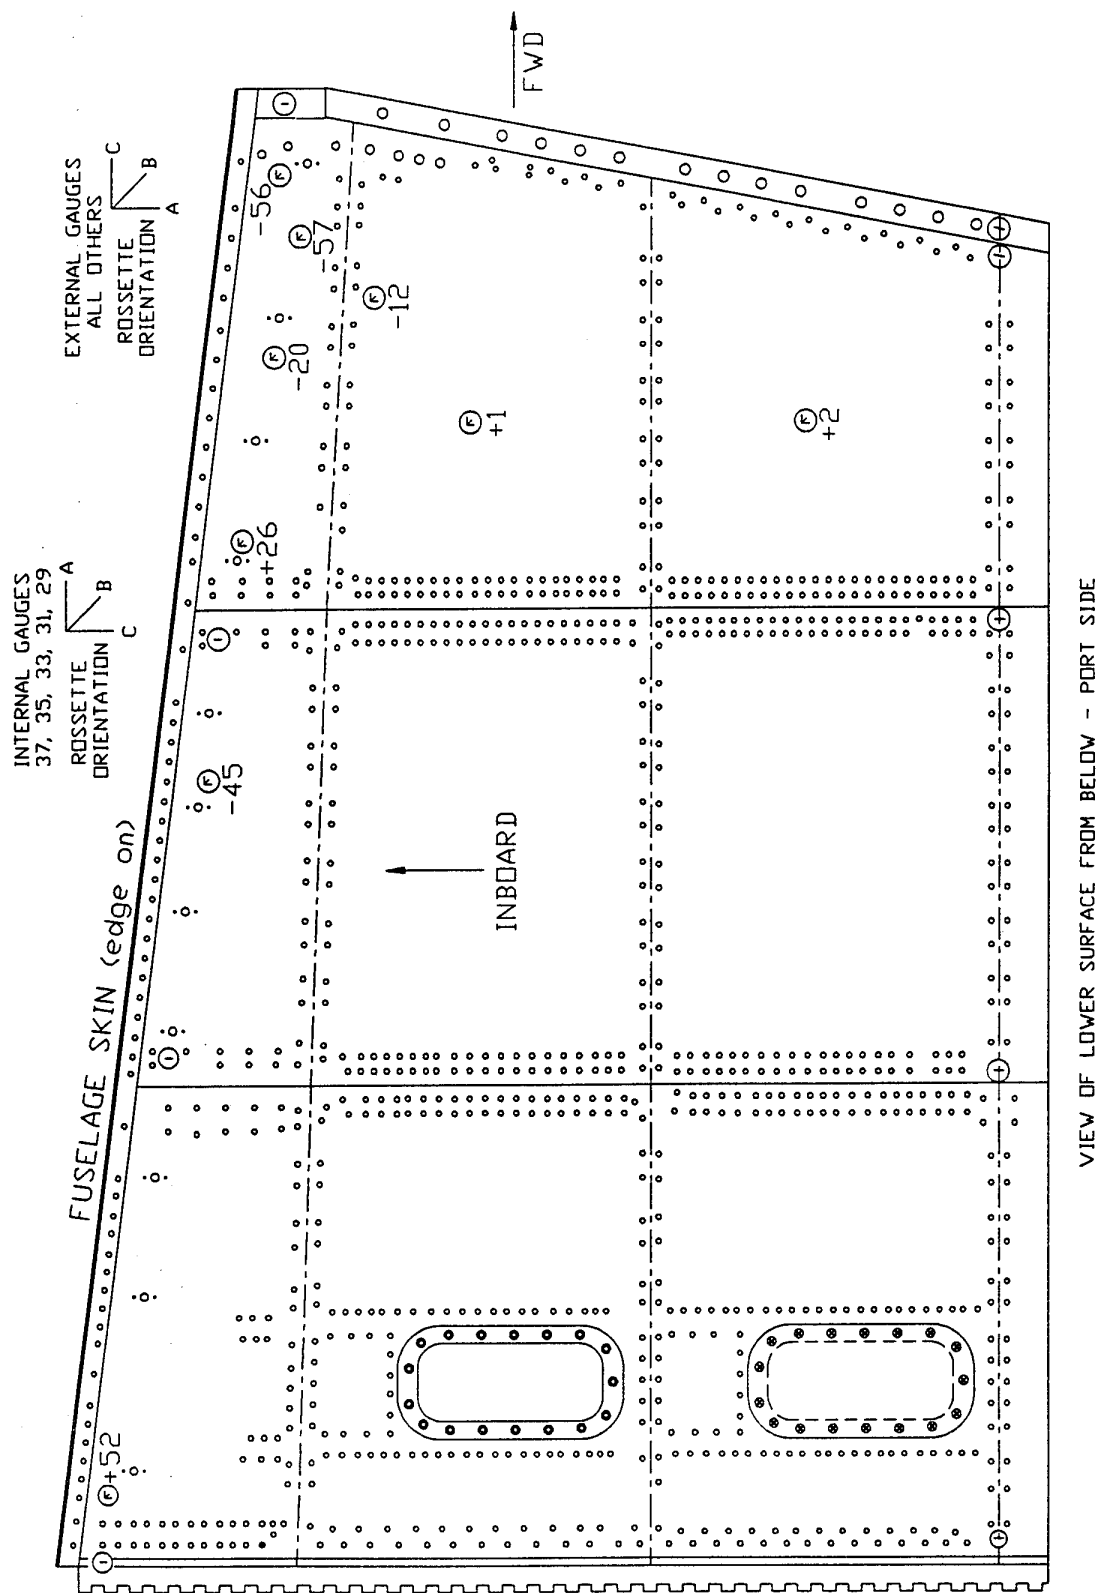 INTERNAL GAUGES
37, 35, 33, 31, 29
ROSSETTE
ORIENTATION
A
B
C
EXTERNAL GAUGES
ALL OTHERS
ROSSETTE
ORIENTATION
C
B
A
FWD
FUSELAGE SKIN (edge on)
-56
-57
-12
-20
+26
-45
+52
+1
+2
INBOARD
VIEW OF LOWER SURFACE FROM BELOW - PORT SIDE